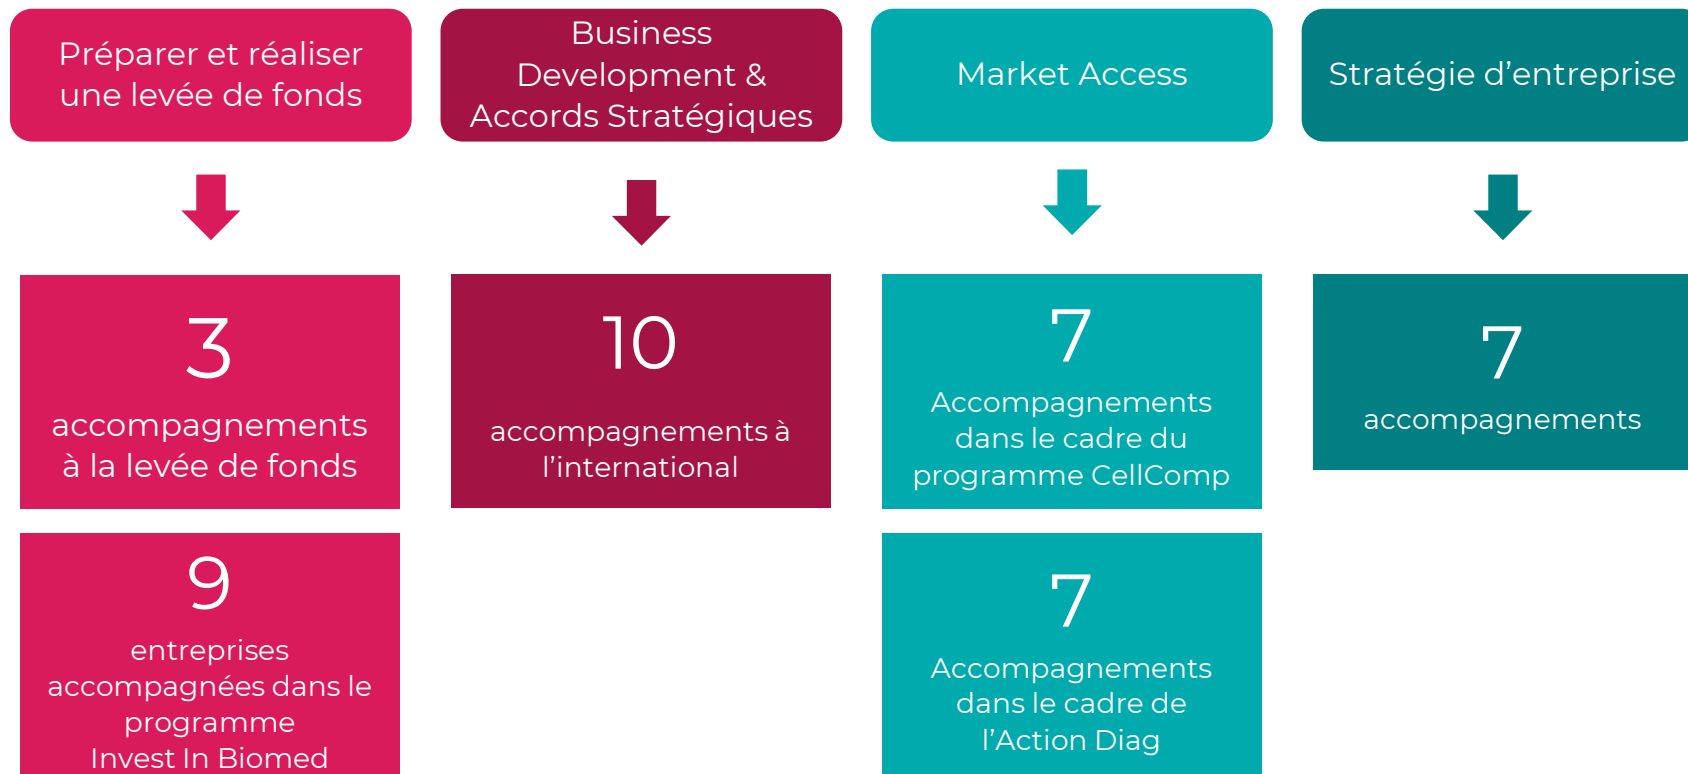 Préparer et réaliser
une levée de fonds
Business
Development &
Accords Stratégiques
Market Access
Stratégie d’entreprise
3
accompagnements
à la levée de fonds
10
accompagnements à
l’international
7
Accompagnements
dans le cadre du
programme CellComp
7
accompagnements
9
entreprises
accompagnées dans le
programme
Invest In Biomed
7
Accompagnements
dans le cadre de
l’Action Diag